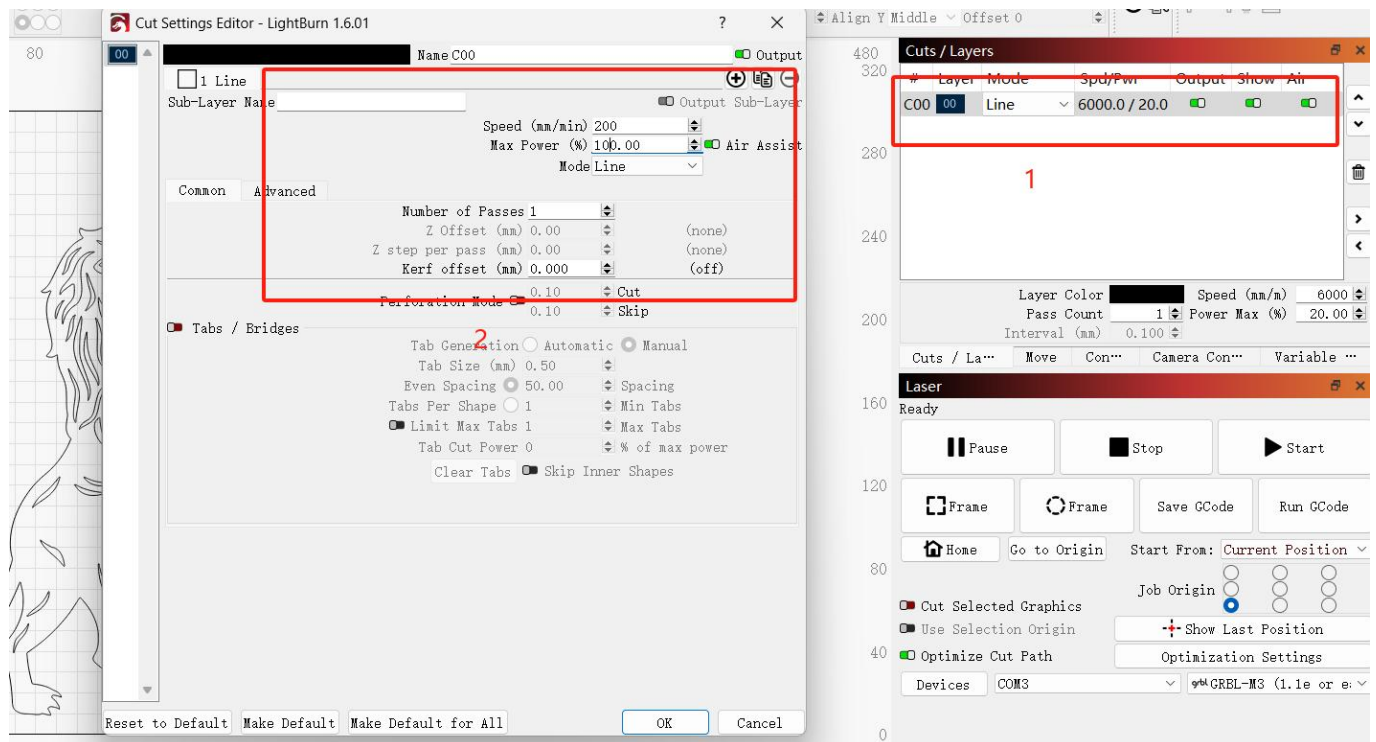 Cut Settings Editor - LightBurn 1.6.01 ? ×
Align Y Middle Offset 0
80
00 Name C00 Output
1 Line
Sub-Layer Name Output Sub-Layer
Speed (mm/min) 200
Max Power (%) 100.00 Air Assist
Mode Line
Common Advanced
Number of Passes 1
Z Offset (mm) 0.00 (none)
Z step per pass (mm) 0.00 (none)
Kerf offset (mm) 0.000 (off)
Perforation Mode 0.10 Cut
0.10 Skip
Tabs / Bridges
2
Tab Generation Automatic Manual
Tab Size (mm) 0.50
Even Spacing 50.00 Spacing
Tabs Per Shape 1 Min Tabs
Limit Max Tabs 1 Max Tabs
Tab Cut Power 0 % of max power
Clear Tabs Skip Inner Shapes
Reset to Default Make Default Make Default for All OK Cancel
480
320
280
240
200
160
120
80
40
0
Cuts / Layers
# Layer Mode Spd/Pwr Output Show Air
C00 00 Line 6000.0 / 20.0
1
Layer Color Speed (mm/m) 6000
Pass Count 1 Power Max (%) 20.00
Interval (mm) 0.100
Cuts / La··· Move Con··· Camera Con··· Variable ···
Laser
Ready
Pause Stop Start
Frame Frame Save GCode Run GCode
Home Go to Origin Start From: Current Position
Job Origin
Cut Selected Graphics
Use Selection Origin Show Last Position
Optimize Cut Path Optimization Settings
Devices COM3 grbl GRBL-M3 (1.1e or e